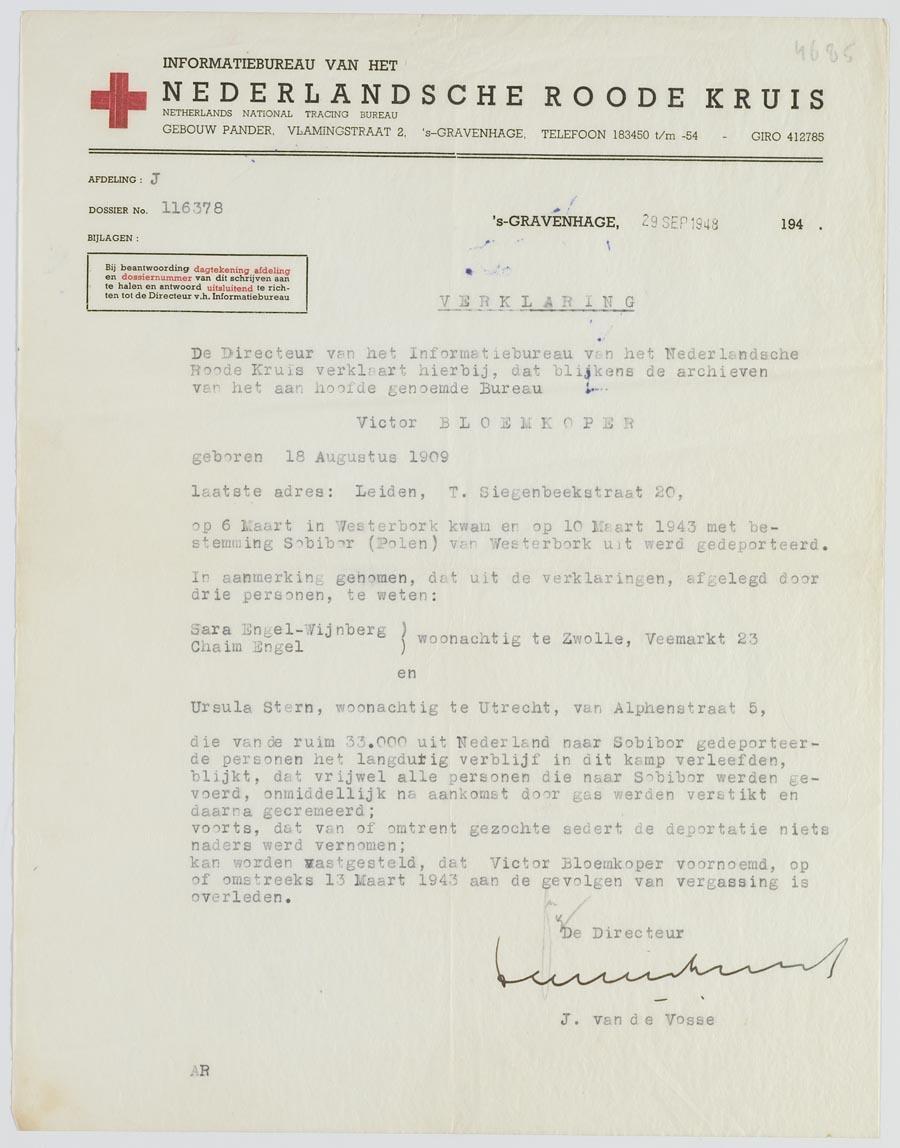 4685
INFORMATIEBUREAU VAN HET
NEDERLANDSCHE ROODE KRUIS
NETHERLANDS NATIONAL TRACING BUREAU
GEBOUW PANDER, VLAMINGSTRAAT 2, 's-GRAVENHAGE, TELEFOON 183450 t/m -54 - GIRO 412785
AFDELING : J
DOSSIER No. 116378
's-GRAVENHAGE, 29 SEP 1948 194 .
BIJLAGEN :
Bij beantwoording dagtekening afdeling
en dossiernummer van dit schrijven aan
te halen en antwoord uitsluitend te rich-
ten tot de Directeur v.h. Informatiebureau
VERKLARING
De Directeur van het Informatiebureau van het Nederlandsche
Roode Kruis verklaart hierbij, dat blijkens de archieven
van het aan hoofde genoemde Bureau
Victor BLOEMKOPER
geboren 18 Augustus 1909
laatste adres: Leiden, T. Siegenbeekstraat 20,
op 6 Maart in Westerbork kwam en op 10 Maart 1943 met be-
stemming Sobibor (Polen) van Westerbork uit werd gedeporteerd.
In aanmerking genomen, dat uit de verklaringen, afgelegd door
drie personen, te weten:
Sara Engel-Wijnberg
Chaim Engel
) woonachtig te Zwolle, Veemarkt 23
en
Ursula Stern, woonachtig te Utrecht, van Alphenstraat 5,
die van de ruim 33.000 uit Nederland naar Sobibor gedeporteer-
de personen het langdurig verblijf in dit kamp verleefden,
blijkt, dat vrijwel alle personen die naar Sobibor werden ge-
voerd, onmiddellijk na aankomst door gas werden verstikt en
daarna gecremeerd;
voorts, dat van of omtrent gezochte sedert de deportatie niets
naders werd vernomen;
kan worden vastgesteld, dat Victor Bloemkoper voornoemd, op
of omstreeks 13 Maart 1943 aan de gevolgen van vergassing is
overleden.
De Directeur
J. van de Vosse
AR